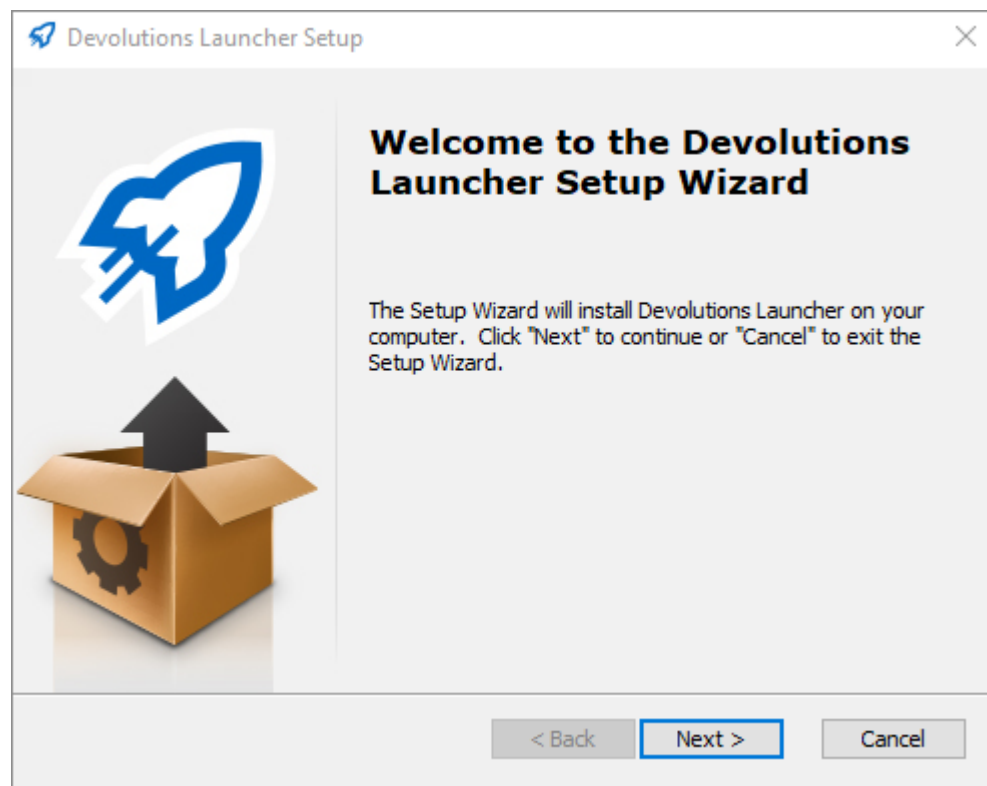 Devolutions Launcher Setup
Welcome to the Devolutions
Launcher Setup Wizard
The Setup Wizard will install Devolutions Launcher on your
computer.  Click "Next" to continue or "Cancel" to exit the
Setup Wizard.
< Back Next > Cancel